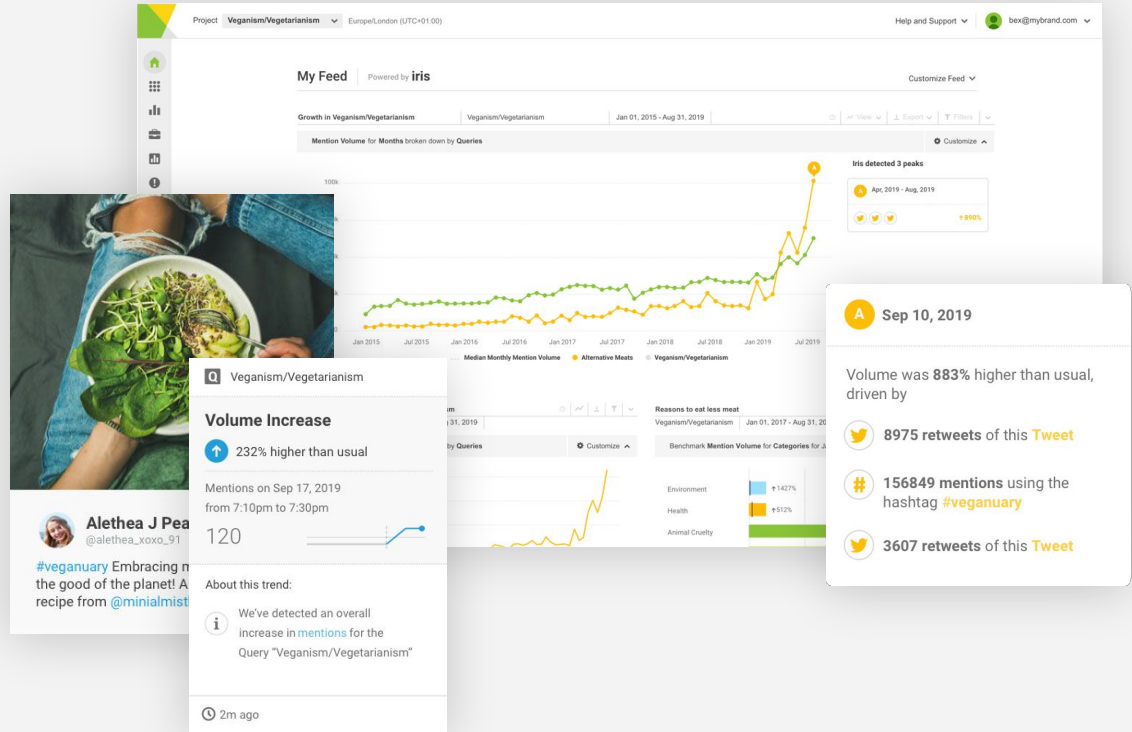 Project Veganism/Vegetarianism Europe/London (UTC+01:00) Help and Support bex@mybrand.com
My Feed Powered by iris Customize Feed
Growth in Veganism/Vegetarianism Veganism/Vegetarianism Jan 01, 2015 - Aug 31, 2019 View Export Filters
Mention Volume for Months broken down by Queries Customize
Iris detected 3 peaks
A
100k
A Apr, 2019 - Aug, 2019
890%
Jan 2015 Jul 2015 Jan 2016 Jul 2016 Jan 2017 Jul 2017 Jan 2018 Jul 2018 Jan 2019 Jul 2019
Median Monthly Mention Volume Alternative Meats Veganism/Vegetarianism
31, 2019
by Queries Customize
Reasons to eat less meat
Veganism/Vegetarianism Jan 01, 2017 - Aug 31, 20
Benchmark Mention Volume for Categories for
Environment 1427%
Health 512%
Animal Cruelty
A Sep 10, 2019
Volume was 883% higher than usual,
driven by
8975 retweets of this Tweet
# 156849 mentions using the
hashtag #veganuary
3607 retweets of this Tweet
Alethea J Pea
@alethea_xoxo_91
#veganuary Embracing
the good of the planet! A
recipe from @minialmist
Q Veganism/Vegetarianism
Volume Increase
232% higher than usual
Mentions on Sep 17, 2019
from 7:10pm to 7:30pm
120
About this trend:
i We've detected an overall
increase in mentions for the
Query "Veganism/Vegetarianism"
2m ago